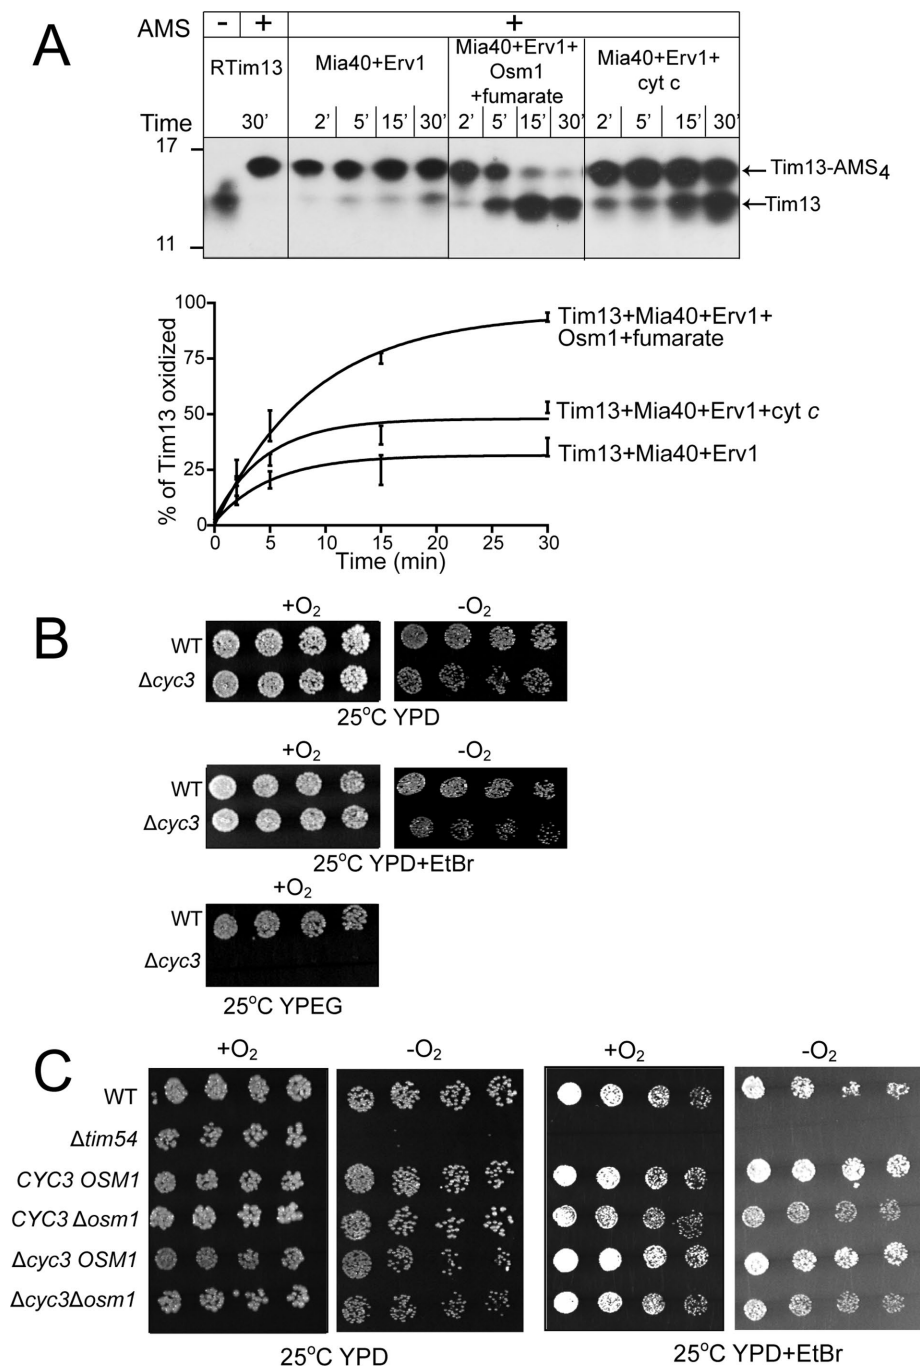 A
AMS - + +
RTim13 Mia40+Erv1 Mia40+Erv1+ Osm1 +fumarate Mia40+Erv1+ cyt c
Time 30' 2' 5' 15' 30' 2' 5' 15' 30' 2' 5' 15' 30'
17
Tim13-AMS4
Tim13
11
100
75
50
25
0
% of Tim13 oxidized
0 5 10 15 20 25 30
Time (min)
Tim13+Mia40+Erv1+
Osm1+fumarate
Tim13+Mia40+Erv1+cyt c
Tim13+Mia40+Erv1
B
+O2 -O2
WT
Δcyc3
25°C YPD
+O2 -O2
WT
Δcyc3
25°C YPD+EtBr
+O2
WT
Δcyc3
25°C YPEG
C
+O2 -O2 +O2 -O2
WT
Δtim54
CYC3 OSM1
CYC3 Δosm1
Δcyc3 OSM1
Δcyc3Δosm1
25°C YPD 25°C YPD+EtBr